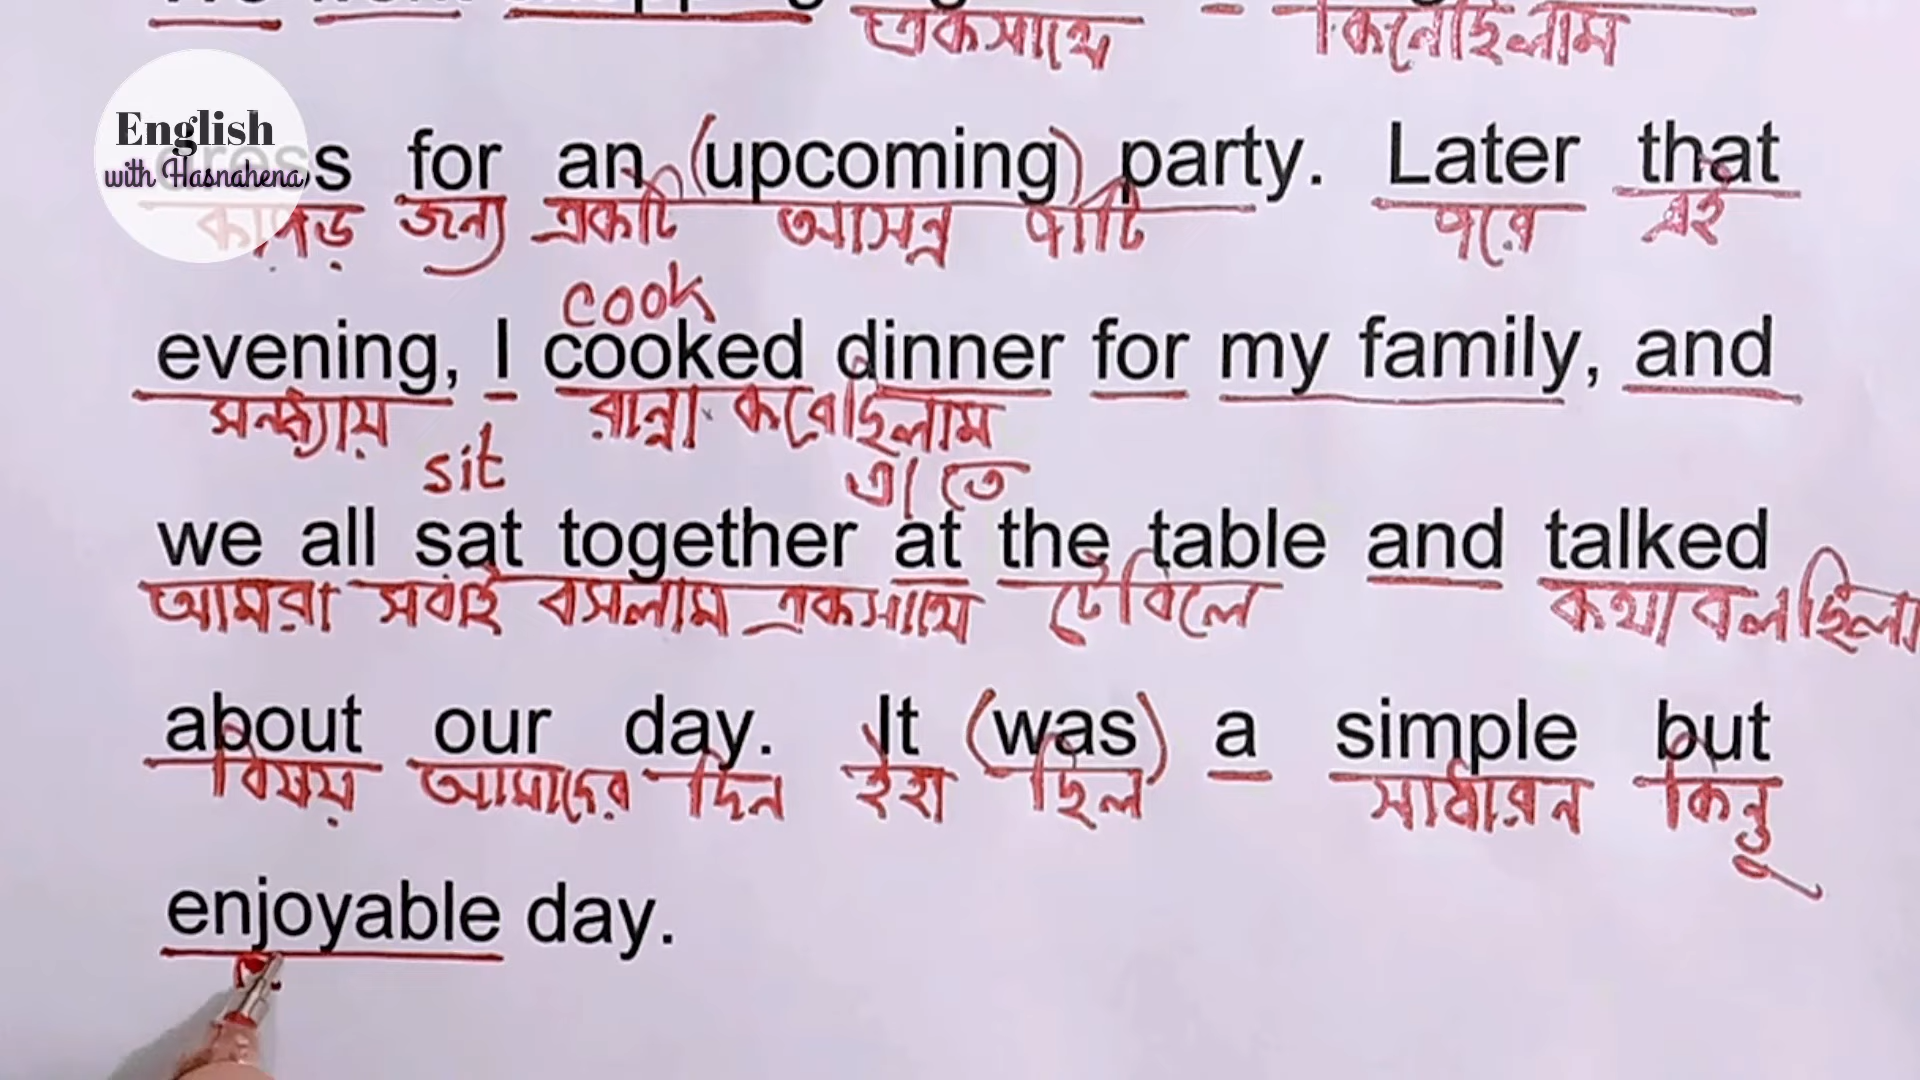 একসাথে কিনেছিলাম
English
with Hasnahena
dress for an (upcoming) party. Later that
কাপড় জন্য একটি আসন্ন পার্টি পরে এই
cook
evening, I cooked dinner for my family, and
সন্ধ্যায় রান্না করেছিলাম
sit এ/তে
we all sat together at the table and talked
আমরা সবাই বসলাম একসাথে টেবিলে কথা বলছিলা
about our day. It (was) a simple but
বিষয় আমাদের দিন ইহা ছিল সাধারন কিন্তু
enjoyable day.